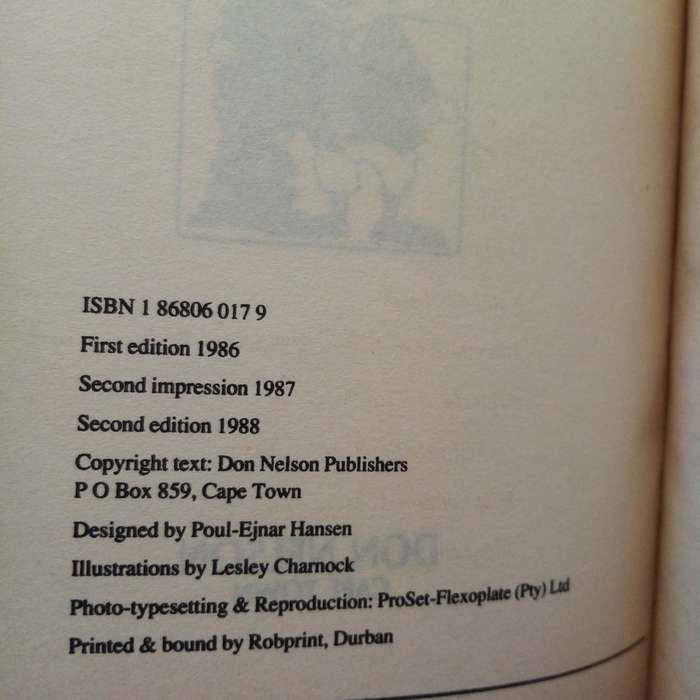 ISBN 1 86806 017 9
First edition 1986
Second impression 1987
Second edition 1988
Copyright text: Don Nelson Publishers
P O Box 859, Cape Town
Designed by Poul-Ejnar Hansen
Illustrations by Lesley Charnock
Photo-typesetting & Reproduction: ProSet-Flexoplate (Pty) Ltd
Printed & bound by Robprint, Durban